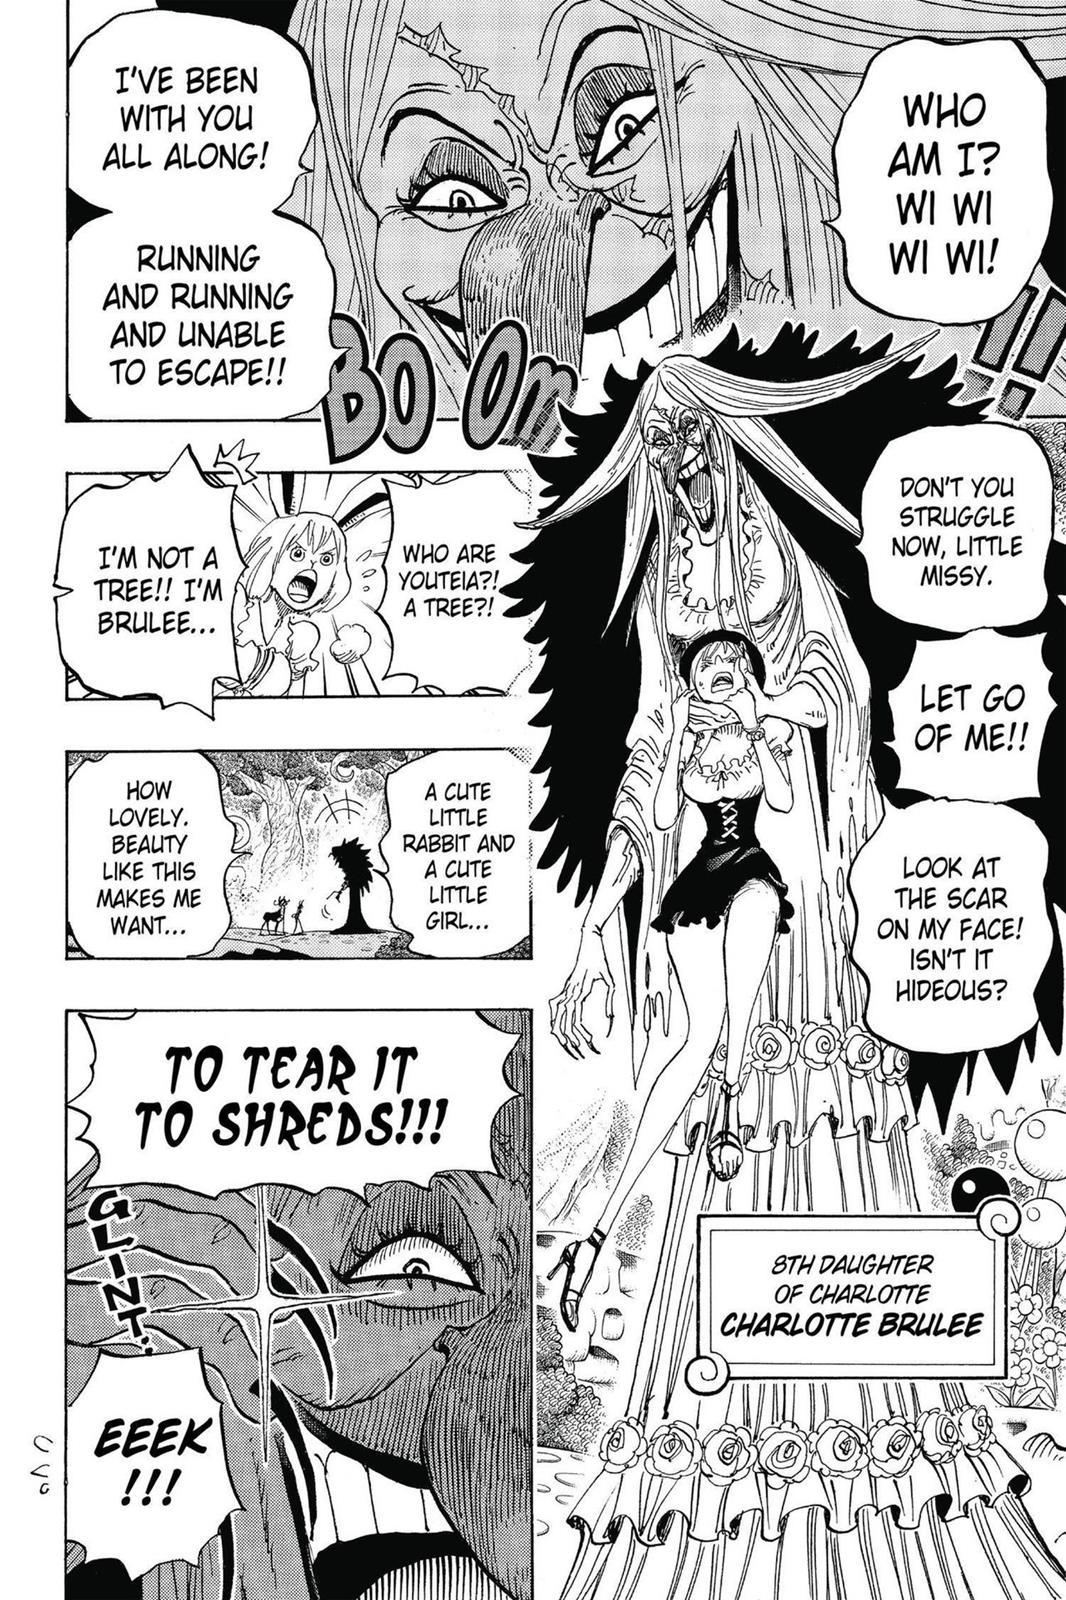 WHO
AM I?
WI WI
WI WI!
I'VE BEEN
WITH YOU
ALL ALONG!
RUNNING
AND RUNNING
AND UNABLE
TO ESCAPE!!
!!
BOOM
DON'T YOU
STRUGGLE
NOW, LITTLE
MISSY.
LET GO
OF ME!!
LOOK AT
THE SCAR
ON MY FACE!
ISN'T IT
HIDEOUS?
8TH DAUGHTER
OF CHARLOTTE
CHARLOTTE BRULEE
WHO ARE
YOUTEIA?!
A TREE?!
I'M NOT A
TREE!! I'M
BRULEE...
A CUTE
LITTLE
RABBIT AND
A CUTE
LITTLE
GIRL...
HOW
LOVELY.
BEAUTY
LIKE THIS
MAKES ME
WANT...
TO TEAR IT
TO SHREDS!!!
GLINT..
EEEK
!!!